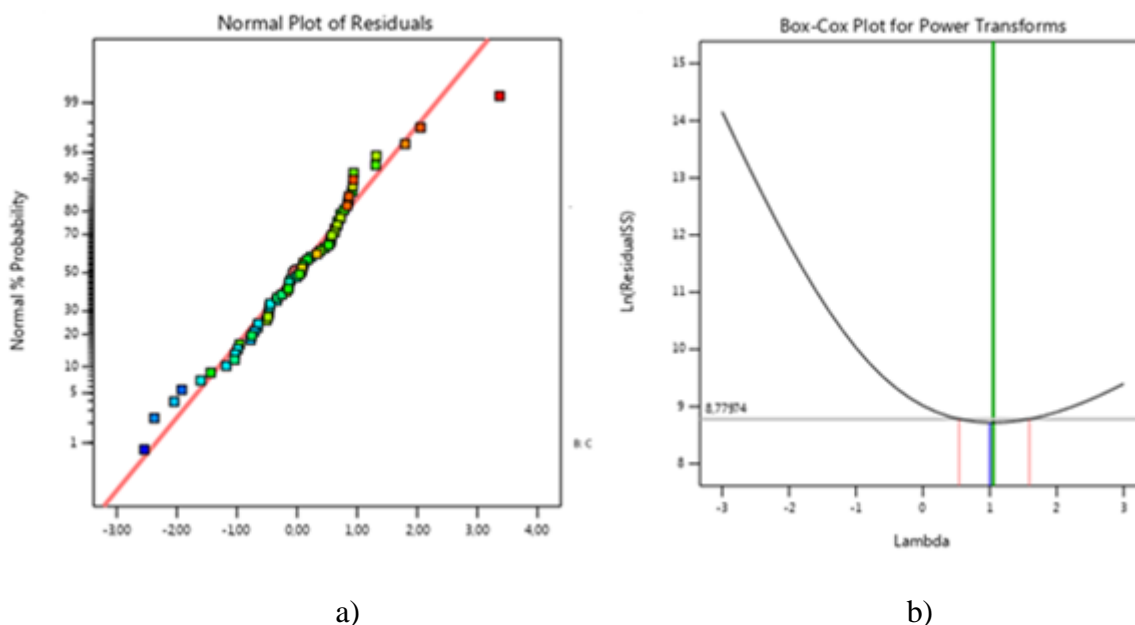 Normal Plot of Residuals
Normal % Probability
99
95
90
80
70
50
30
20
10
5
1
-3.00 -2.00 -1.00 0.00 1.00 2.00 3.00 4.00
B: C
a)
Box-Cox Plot for Power Transforms
Ln(ResidualSS)
15
14
13
12
11
10
9
8
8,77974
-3 -2 -1 0 1 2 3
Lambda
b)